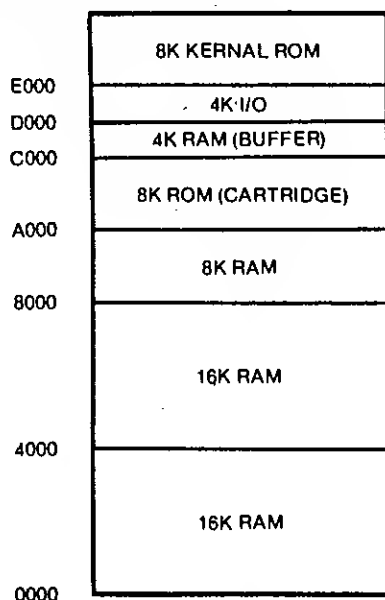 8K KERNAL ROM
E000
4K I/O
D000
4K RAM (BUFFER)
C000
8K ROM (CARTRIDGE)
A000
8K RAM
8000
16K RAM
4000
16K RAM
0000